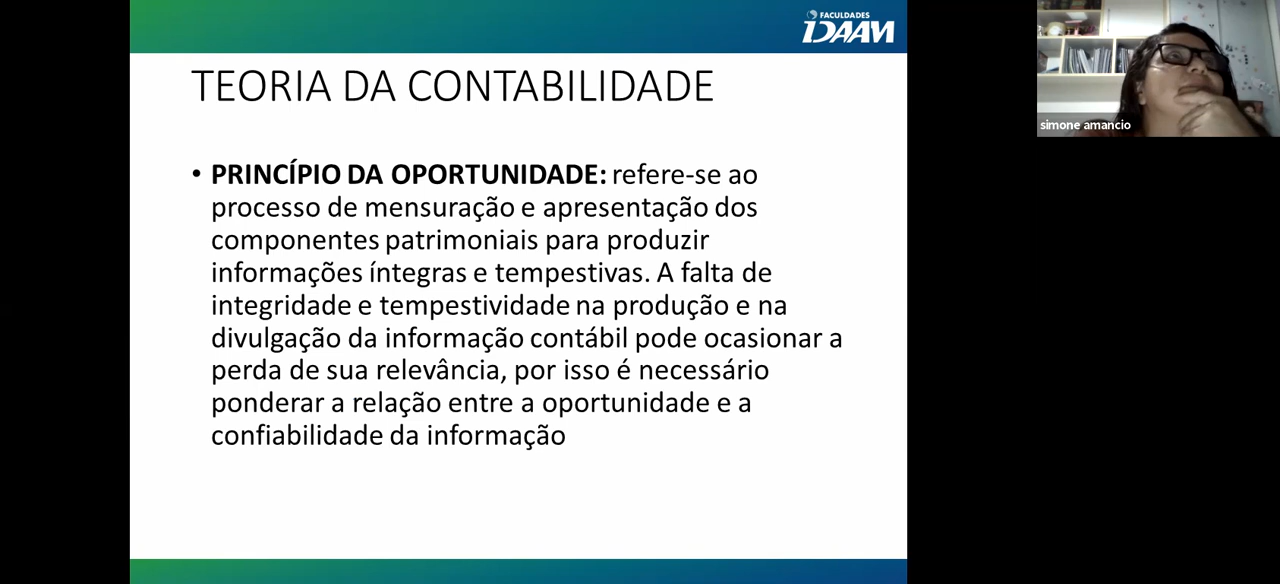 FACULDADES
IDAAM
TEORIA DA CONTABILIDADE
simone amancio
• PRINCÍPIO DA OPORTUNIDADE: refere-se ao
processo de mensuração e apresentação dos
componentes patrimoniais para produzir
informações íntegras e tempestivas. A falta de
integridade e tempestividade na produção e na
divulgação da informação contábil pode ocasionar a
perda de sua relevância, por isso é necessário
ponderar a relação entre a oportunidade e a
confiabilidade da informação